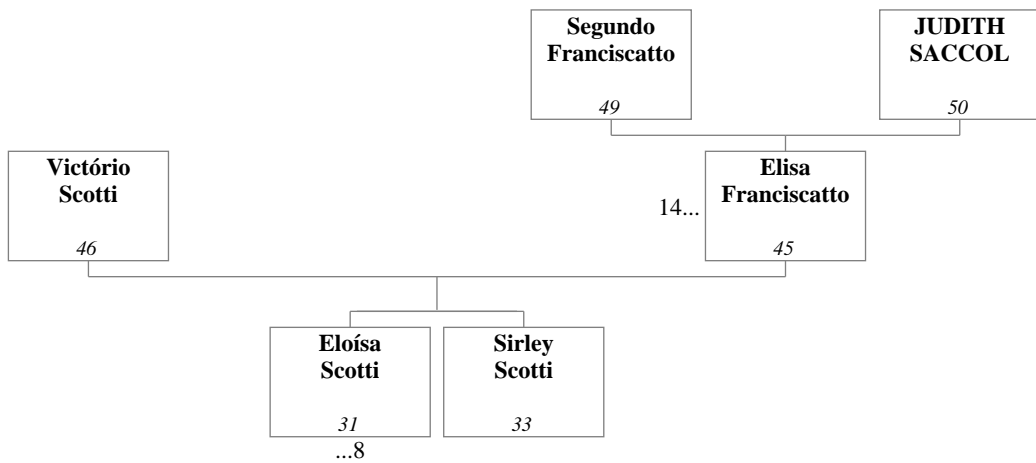 Segundo
Franciscatto
49
JUDITH
SACCOL
50
Victório
Scotti
46
14...
Elisa
Franciscatto
45
Eloísa
Scotti
31
...8
Sirley
Scotti
33